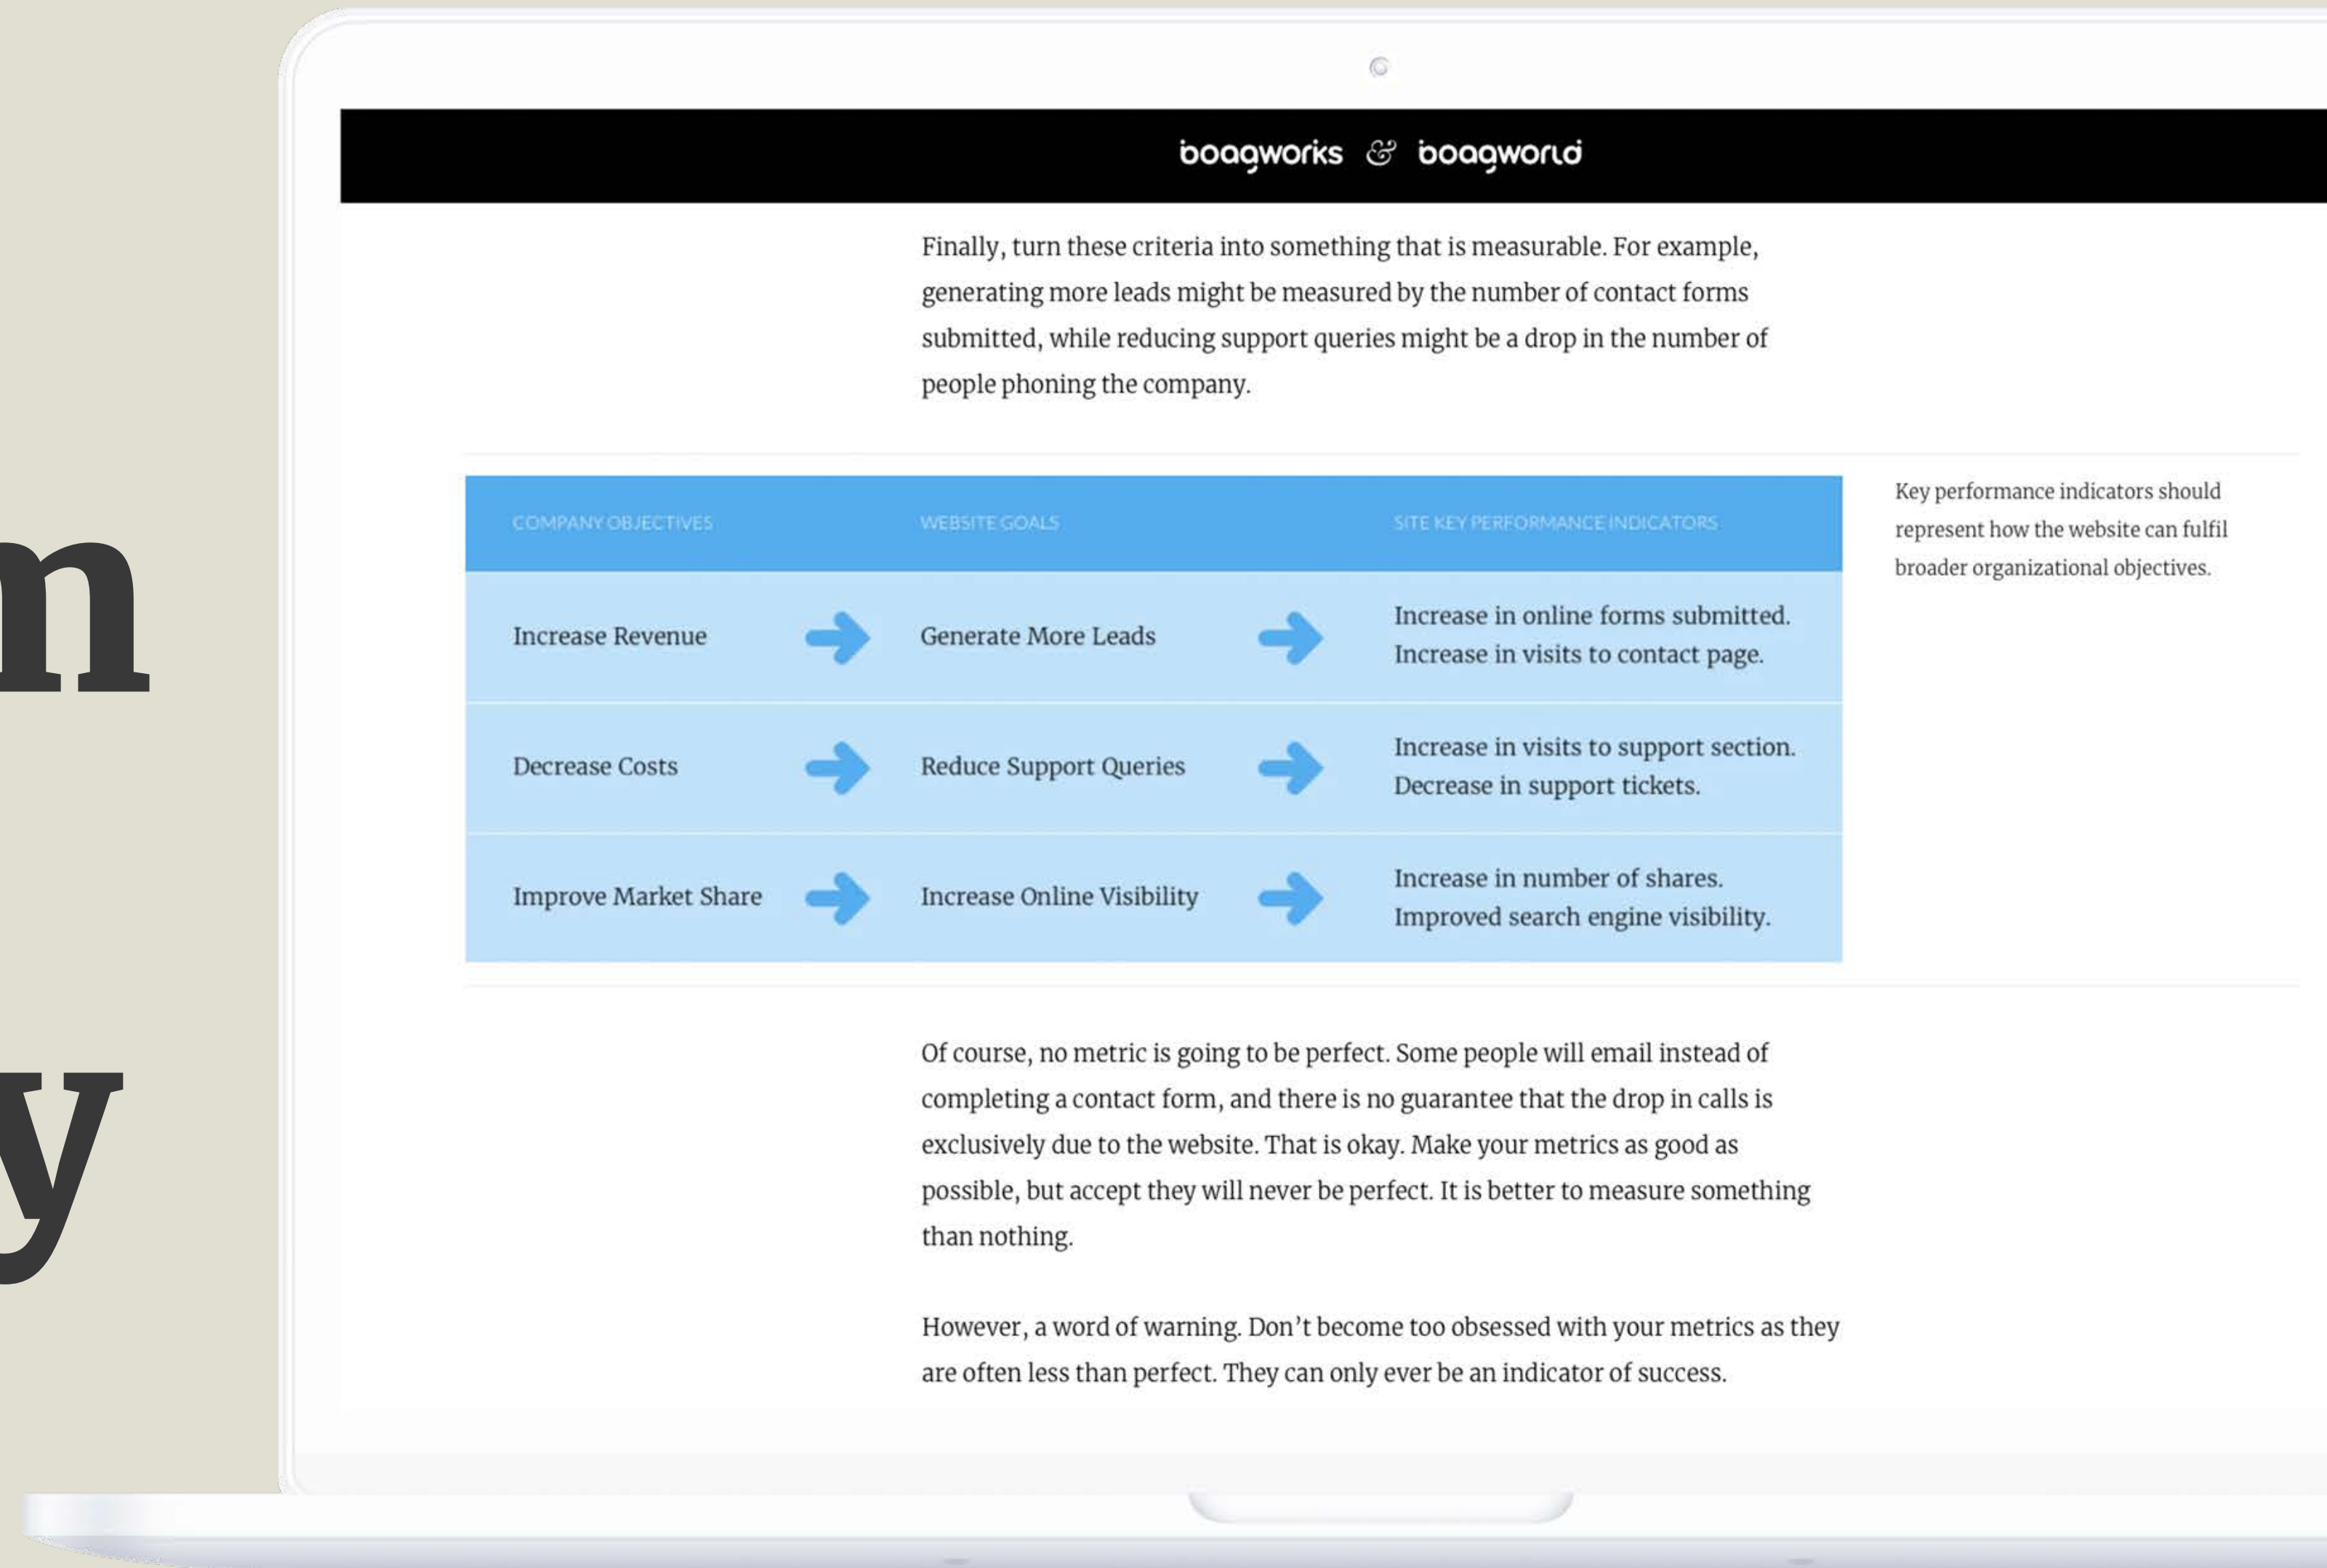 m
y
boagworks & boagworld
Finally, turn these criteria into something that is measurable. For example,
generating more leads might be measured by the number of contact forms
submitted, while reducing support queries might be a drop in the number of
people phoning the company.
COMPANY OBJECTIVES WEBSITE GOALS SITE KEY PERFORMANCE INDICATORS
Increase Revenue Generate More Leads Increase in online forms submitted.
Increase in visits to contact page.
Decrease Costs Reduce Support Queries Increase in visits to support section.
Decrease in support tickets.
Improve Market Share Increase Online Visibility Increase in number of shares.
Improved search engine visibility.
Key performance indicators should
represent how the website can fulfil
broader organizational objectives.
Of course, no metric is going to be perfect. Some people will email instead of
completing a contact form, and there is no guarantee that the drop in calls is
exclusively due to the website. That is okay. Make your metrics as good as
possible, but accept they will never be perfect. It is better to measure something
than nothing.
However, a word of warning. Don’t become too obsessed with your metrics as they
are often less than perfect. They can only ever be an indicator of success.